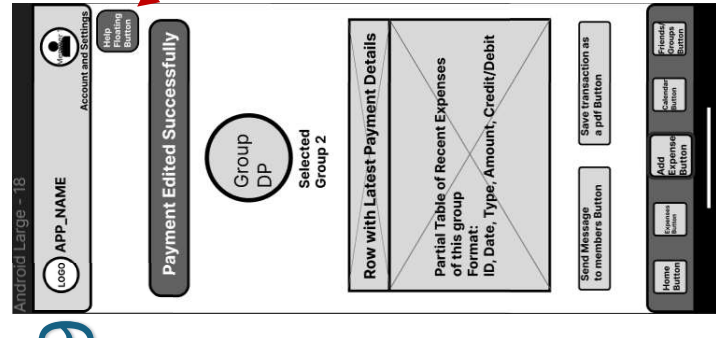 Android Large - 18
LOGO
APP_NAME
Account and Settings
Help
Floating
Button
Payment Edited Successfully
Group
DP
Selected
Group 2
Row with Latest Payment Details
Partial Table of Recent Expenses
of this group
Format:
ID, Date, Type, Amount, Credit/Debit
Send Message
to members Button
Save transaction as
a pdf Button
Home
Button
Expenses
Button
Add
Expense
Button
Calendar
Button
Friends/
Groups
Button